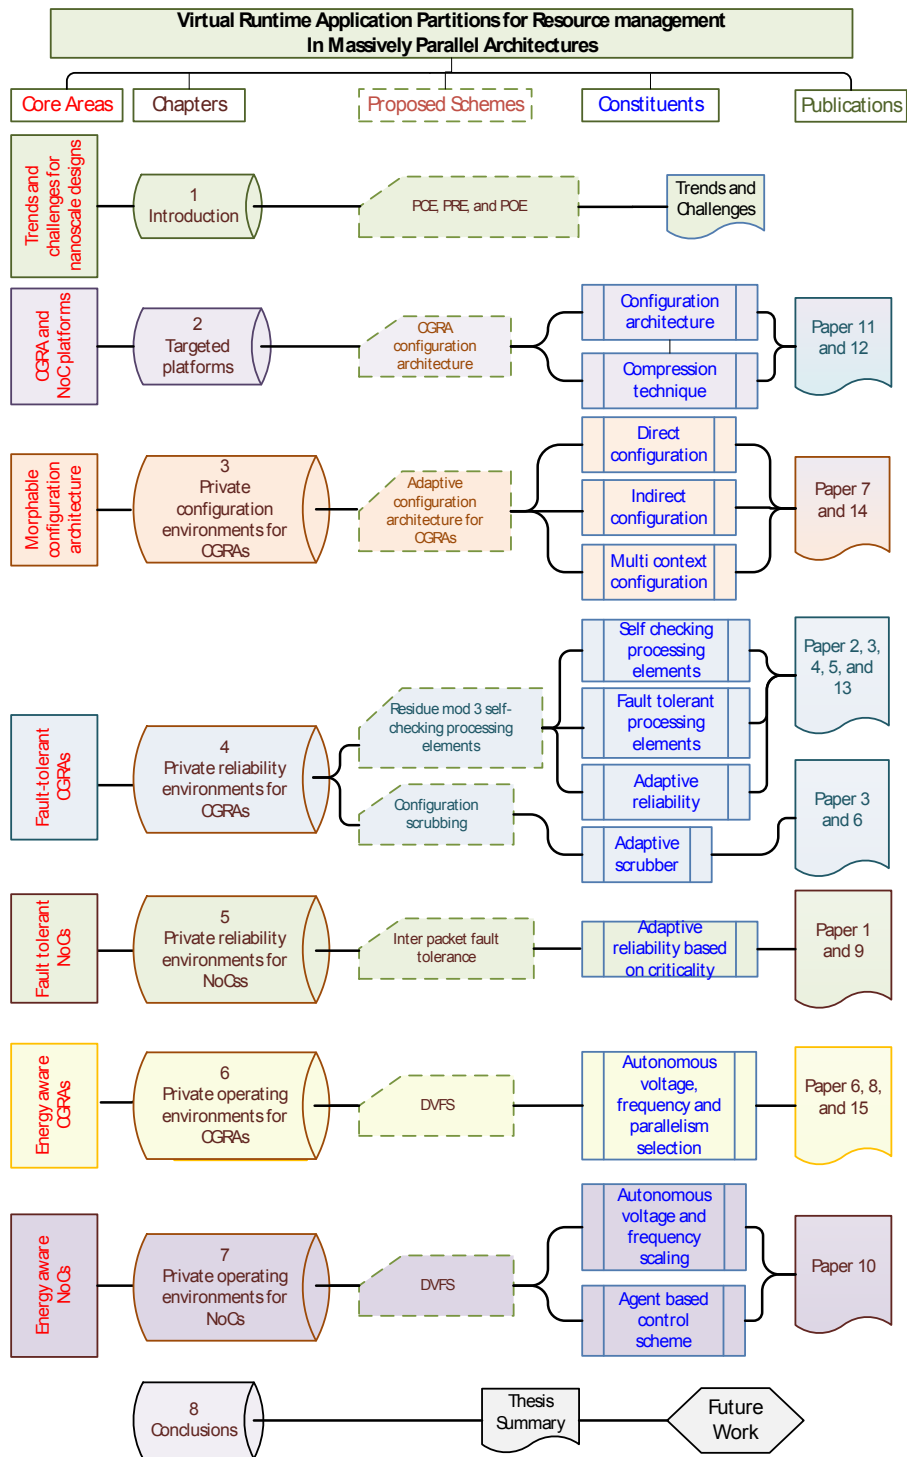 Virtual Runtime Application Partitions for Resource management
In Massively Parallel Architectures
Core Areas
Chapters
Proposed Schemes
Constituents
Publications
Trends and
challenges for
nanoscale designs
1
Introduction
PCE, PRE, and POE
Trends and
Challenges
CGRA and
NoC platforms
2
Targeted
platforms
CGRA
configuration
architecture
Configuration
architecture
Compression
technique
Paper 11
and 12
Morphable
configuration
architecture
3
Private
configuration
environments for
CGRAs
Adaptive
configuration
architecture for
CGRAs
Direct
configuration
Indirect
configuration
Multi context
configuration
Paper 7
and 14
Fault-tolerant
CGRAs
4
Private reliability
environments for
CGRAs
Residue mod 3 self-
checking processing
elements
Configuration
scrubbing
Self checking
processing
elements
Fault tolerant
processing
elements
Adaptive
reliability
Adaptive
scrubber
Paper 2, 3,
4, 5, and
13
Paper 3
and 6
Fault tolerant
NoCs
5
Private reliability
environments for
NoCss
Inter packet fault
tolerance
Adaptive
reliability based
on criticality
Paper 1
and 9
Energy aware
CGRAs
6
Private operating
environments for
CGRAs
DVFS
Autonomous
voltage,
frequency and
parallelism
selection
Paper 6, 8,
and 15
Energy aware
NoCs
7
Private operating
environments for
NoCs
DVFS
Autonomous
voltage and
frequency
scaling
Agent based
control
scheme
Paper 10
8
Conclusions
Thesis
Summary
Future
Work